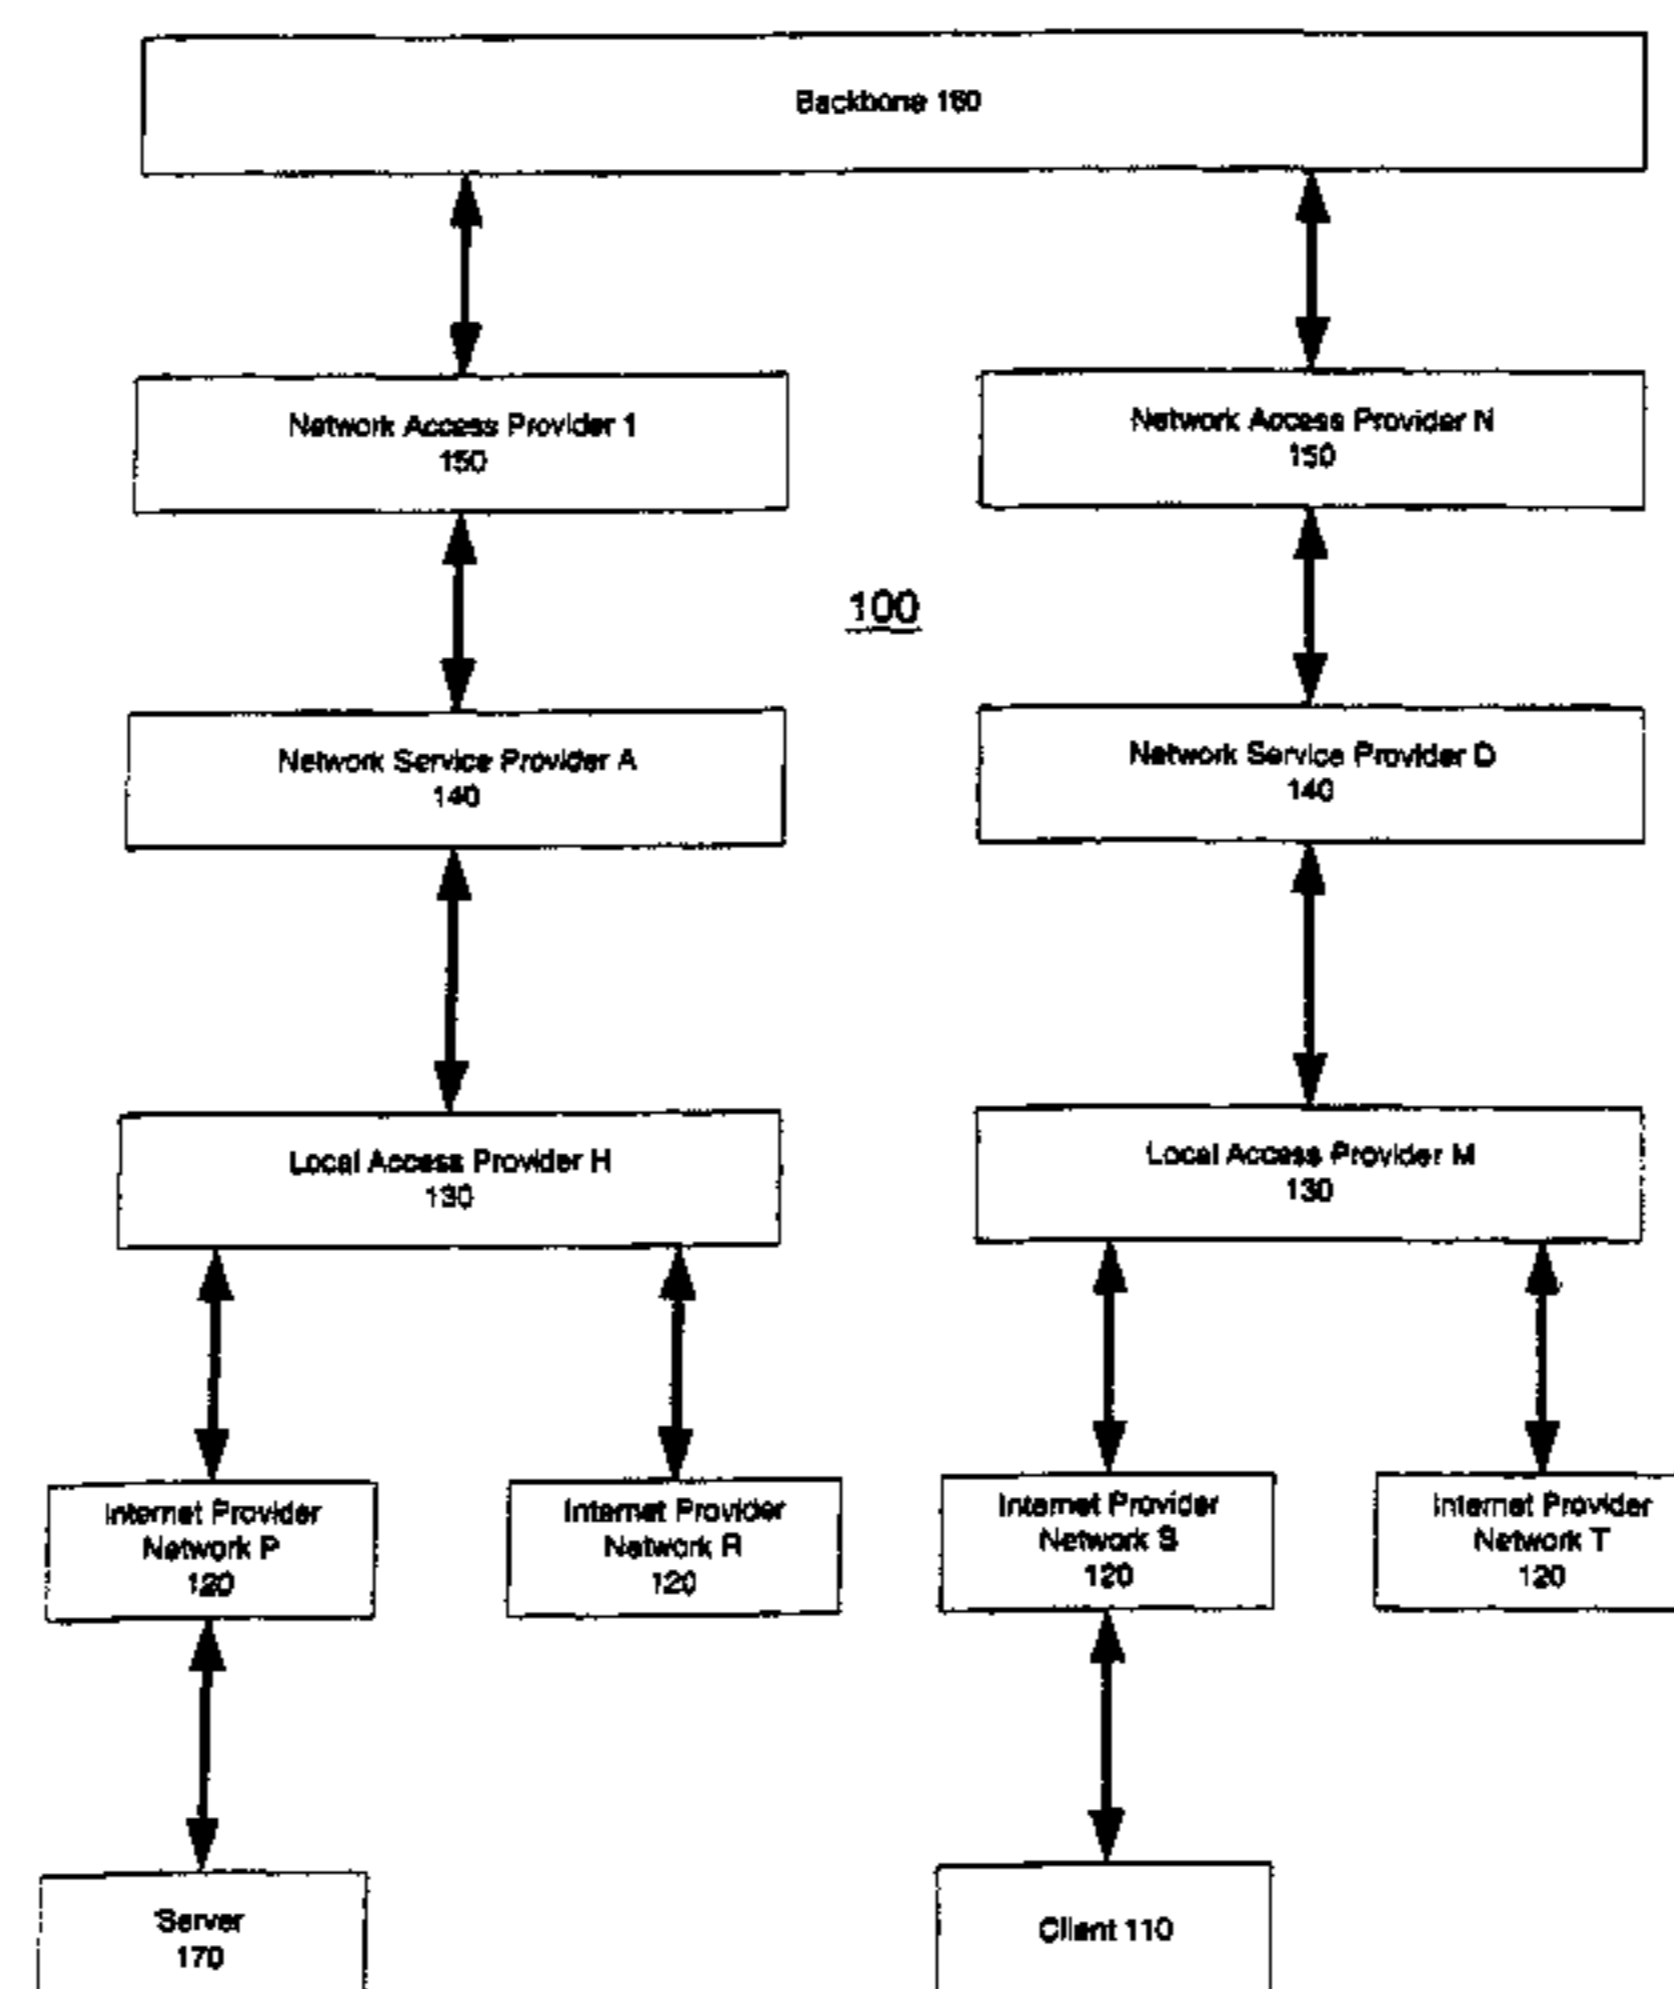 Backbone 160
Network Access Provider 1
150
Network Access Provider N
150
100
Network Service Provider A
140
Network Service Provider D
140
Local Access Provider H
130
Local Access Provider M
130
Internet Provider
Network P
120
Internet Provider
Network R
120
Internet Provider
Network S
120
Internet Provider
Network T
120
Server
170
Client 110